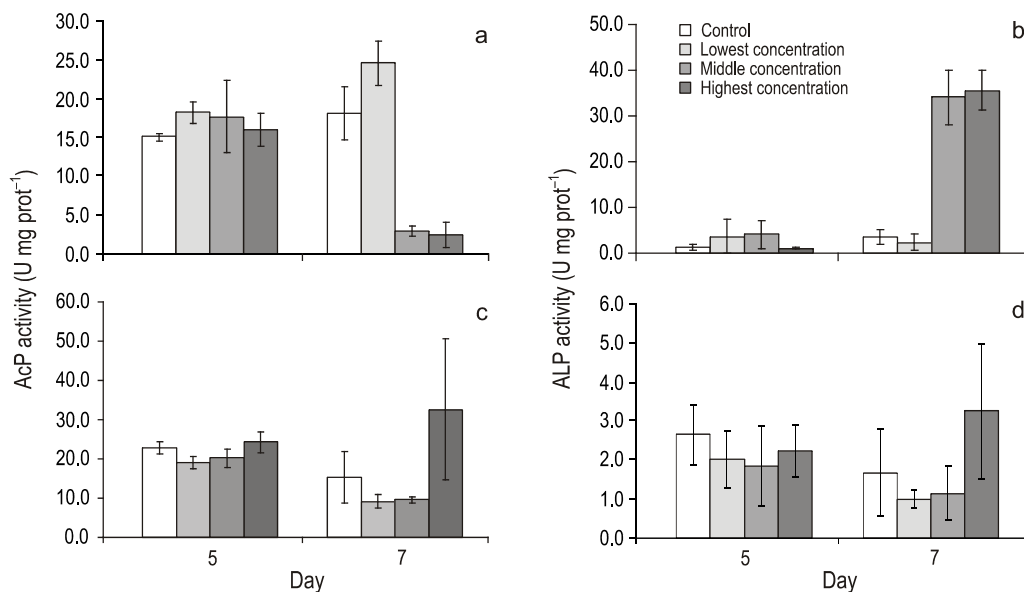 a
30.0
25.0
20.0
15.0
10.0
5.0
0.0
b
50.0
40.0
30.0
20.0
10.0
0.0
Control
Lowest concentration
Middle concentration
Highest concentration
AcP activity (U mg prot⁻¹)
ALP activity (U mg prot⁻¹)
c
60.0
50.0
40.0
30.0
20.0
10.0
0.0
5 7
Day
d
6.0
5.0
4.0
3.0
2.0
1.0
0.0
5 7
Day